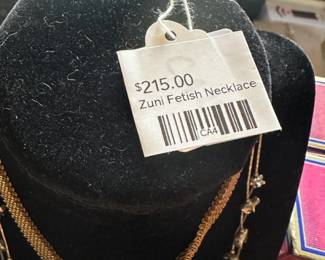 $215.00
Zuni Fetish Necklace
CA4